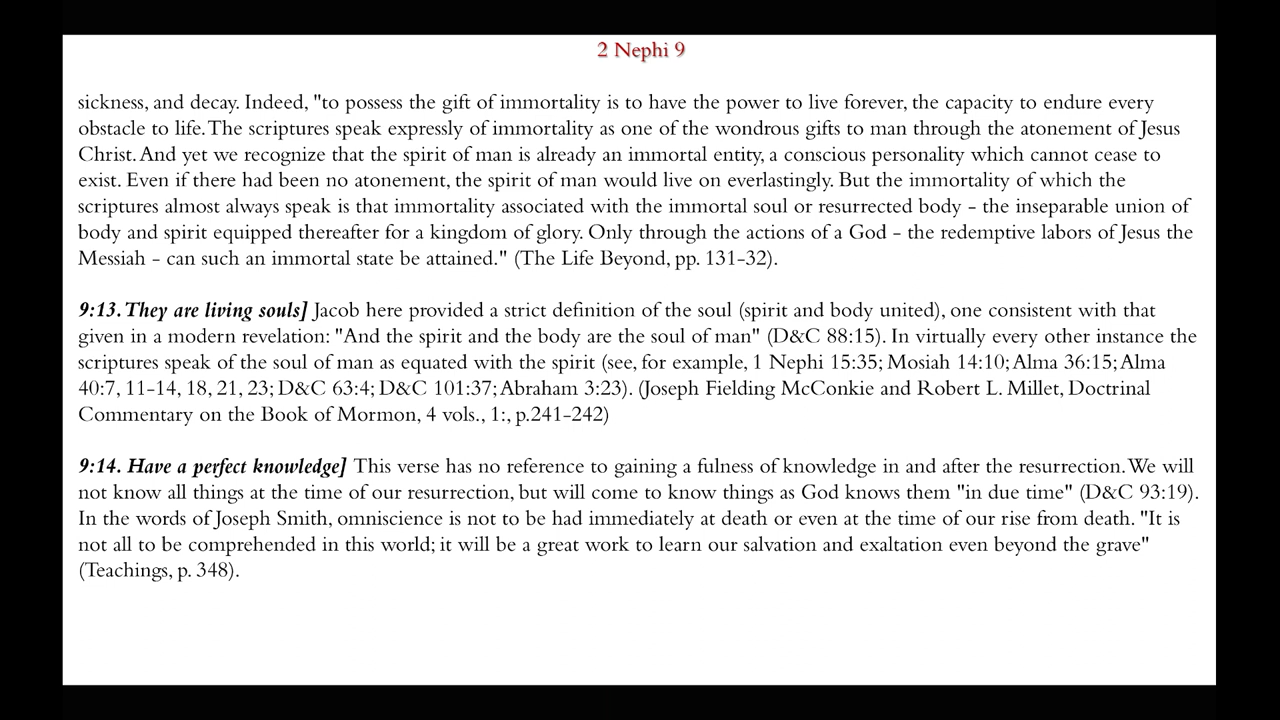 2 Nephi 9
sickness, and decay. Indeed, "to possess the gift of immortality is to have the power to live forever, the capacity to endure every
obstacle to life. The scriptures speak expressly of immortality as one of the wondrous gifts to man through the atonement of Jesus
Christ. And yet we recognize that the spirit of man is already an immortal entity, a conscious personality which cannot cease to
exist. Even if there had been no atonement, the spirit of man would live on everlastingly. But the immortality of which the
scriptures almost always speak is that immortality associated with the immortal soul or resurrected body - the inseparable union of
body and spirit equipped thereafter for a kingdom of glory. Only through the actions of a God - the redemptive labors of Jesus the
Messiah - can such an immortal state be attained." (The Life Beyond, pp. 131-32).
9:13. They are living souls] Jacob here provided a strict definition of the soul (spirit and body united), one consistent with that
given in a modern revelation: "And the spirit and the body are the soul of man" (D&C 88:15). In virtually every other instance the
scriptures speak of the soul of man as equated with the spirit (see, for example, 1 Nephi 15:35; Mosiah 14:10; Alma 36:15; Alma
40:7, 11-14, 18, 21, 23; D&C 63:4; D&C 101:37; Abraham 3:23). (Joseph Fielding McConkie and Robert L. Millet, Doctrinal
Commentary on the Book of Mormon, 4 vols., 1:, p.241-242)
9:14. Have a perfect knowledge] This verse has no reference to gaining a fulness of knowledge in and after the resurrection. We will
not know all things at the time of our resurrection, but will come to know things as God knows them "in due time" (D&C 93:19).
In the words of Joseph Smith, omniscience is not to be had immediately at death or even at the time of our rise from death. "It is
not all to be comprehended in this world; it will be a great work to learn our salvation and exaltation even beyond the grave"
(Teachings, p. 348).